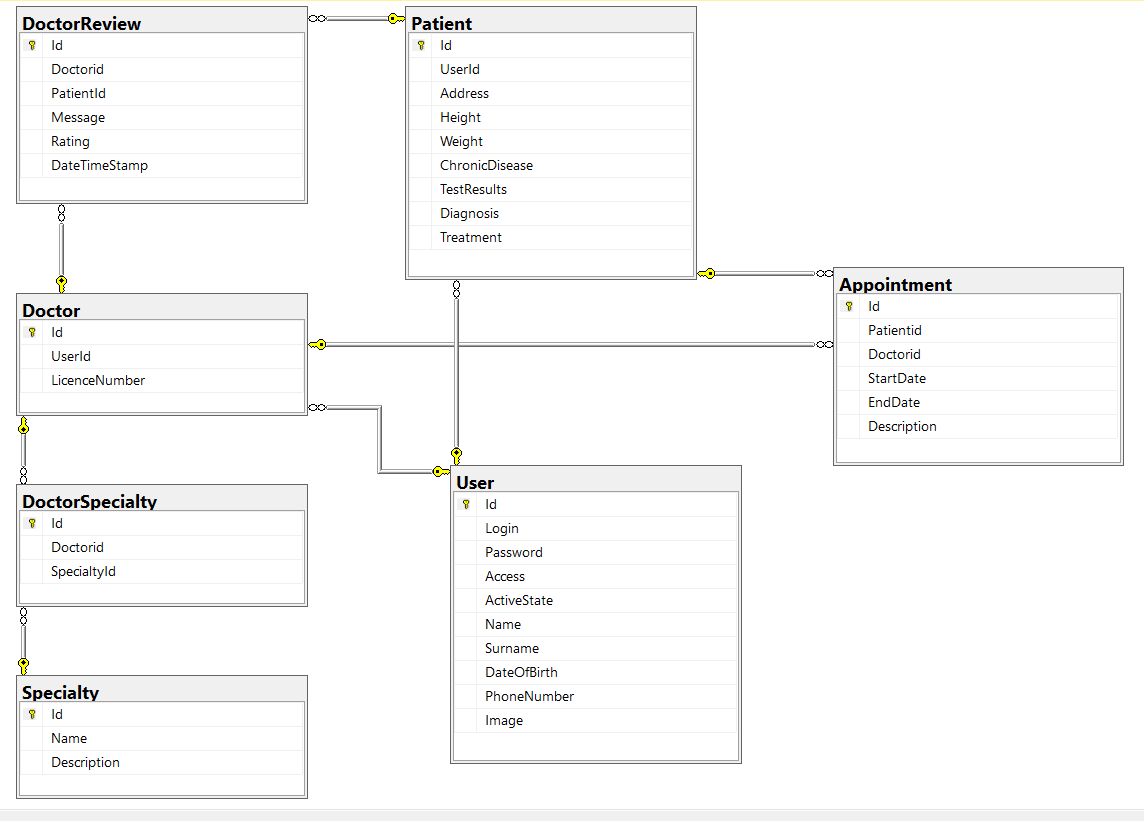 DoctorReview
Id
Doctorid
PatientId
Message
Rating
DateTimeStamp
Patient
Id
UserId
Address
Height
Weight
ChronicDisease
TestResults
Diagnosis
Treatment
Appointment
Id
Patientid
Doctorid
StartDate
EndDate
Description
Doctor
Id
UserId
LicenceNumber
DoctorSpecialty
Id
Doctorid
SpecialtyId
User
Id
Login
Password
Access
ActiveState
Name
Surname
DateOfBirth
PhoneNumber
Image
Specialty
Id
Name
Description